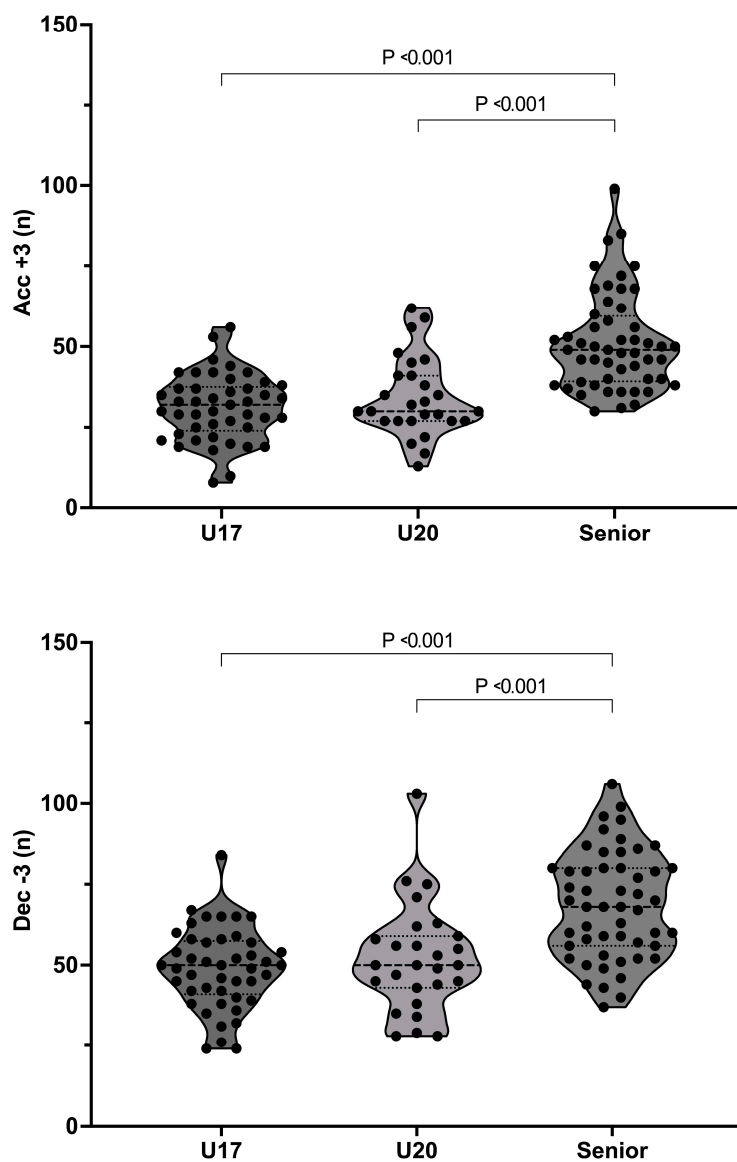 150
P <0.001
P <0.001
100
Acc +3 (n)
50
0
U17 U20 Senior
150
P <0.001
P <0.001
100
Dec -3 (n)
50
0
U17 U20 Senior